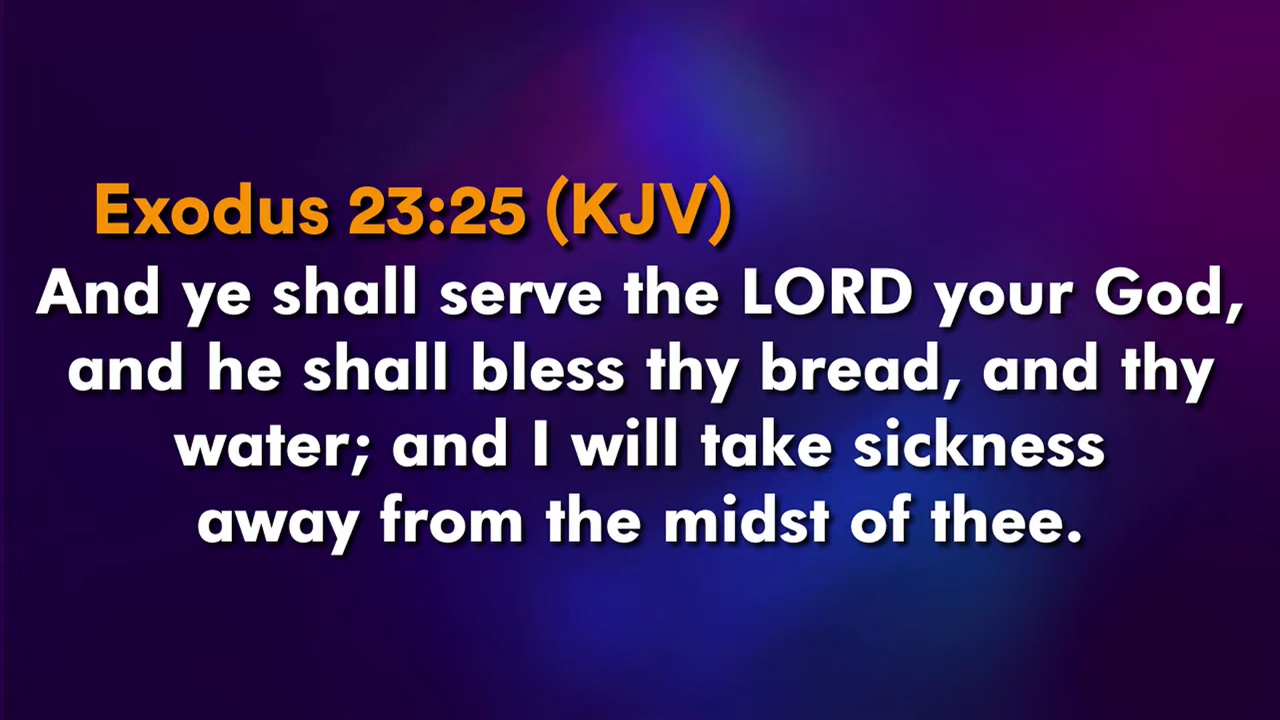 Exodus 23:25 (KJV)
And ye shall serve the LORD your God,
and he shall bless thy bread, and thy
water; and I will take sickness
away from the midst of thee.